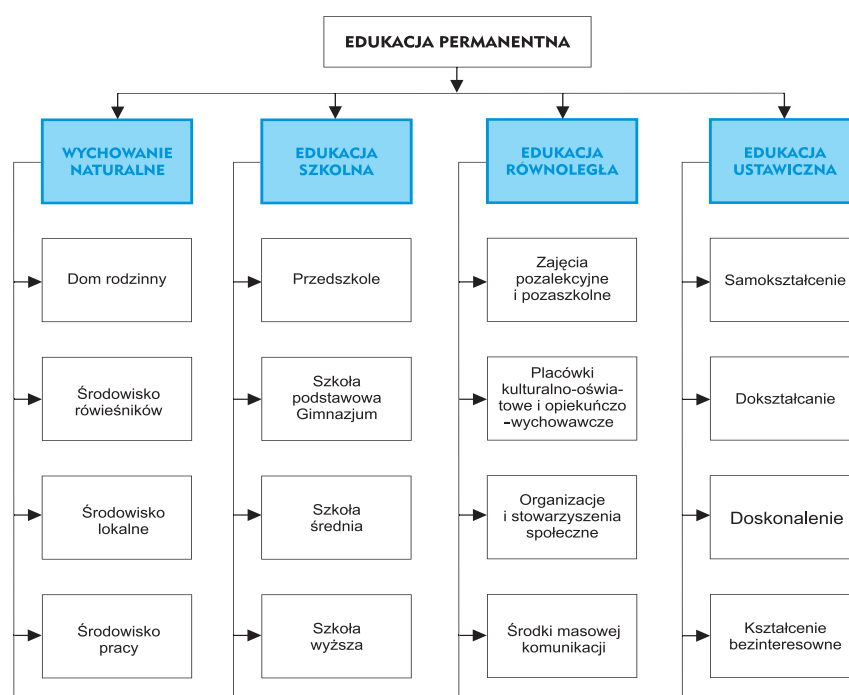 EDUKACJA PERMANENTNA
WYCHOWANIE
NATURALNE
EDUKACJA
SZKOLNA
EDUKACJA
RÓWNOLEGŁA
EDUKACJA
USTAWICZNA
Dom rodzinny
Przedszkole
Zajęcia
pozalekcyjne
i pozaszkolne
Samokształcenie
Środowisko
rówieśników
Szkoła
podstawowa
Gimnazjum
Placówki
kulturalno-oświa-
towe i opiekuńczo
-wychowawcze
Dokształcanie
Środowisko
lokalne
Szkoła
średnia
Organizacje
i stowarzyszenia
społeczne
Doskonalenie
Środowisko
pracy
Szkoła
wyższa
Środki masowej
komunikacji
Kształcenie
bezinteresowne